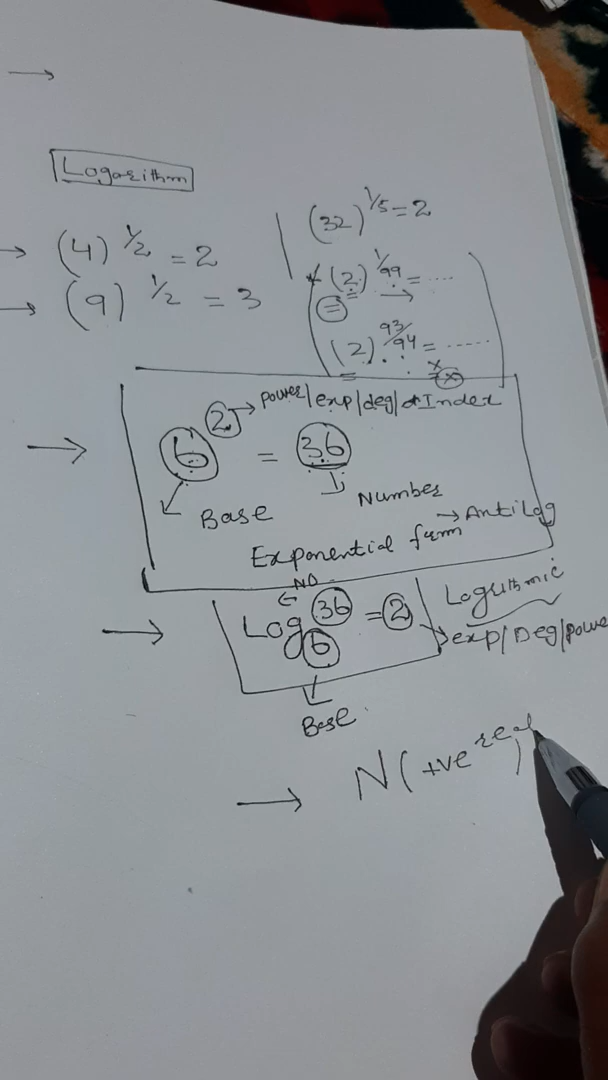 Logarithm
(4)^1/2 = 2
(9)^1/2 = 3
(32)^1/5 = 2
(2)^1/99 = ....
(2)^93/94 = .....
6^2 = 36
Power/exp/deg/Index
Base
Number
Exponential form → Antilog
No
Log_6 36 = 2
Logarithmic
exp/Deg/powe
Base
→ N (+ve real)